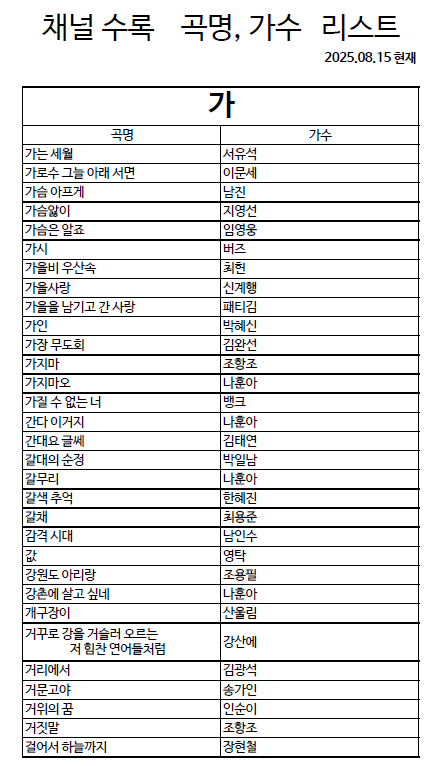 채널 수록 곡명, 가수 리스트
2025.08.15 현재
가
곡명 가수
가는 세월 서유석
가로수 그늘 아래 서면 이문세
가슴 아프게 남진
가슴앓이 지영선
가슴은 알죠 임영웅
가시 버즈
가을비 우산속 최헌
가을사랑 신계행
가을을 남기고 간 사랑 패티김
가인 박혜신
가장 무도회 김완선
가지마 조항조
가지마오 나훈아
가질 수 없는 너 뱅크
간다 이거지 나훈아
간대요 글쎄 김태연
갈대의 순정 박일남
갈무리 나훈아
갈색 추억 한혜진
갈채 최용준
감격 시대 남인수
값 영탁
강원도 아리랑 조용필
강촌에 살고 싶네 나훈아
개구장이 산울림
거꾸로 강을 거슬러 오르는
저 힘찬 연어들처럼 강산에
거리에서 김광석
거문고야 송가인
거위의 꿈 인순이
거짓말 조항조
걸어서 하늘까지 장현철